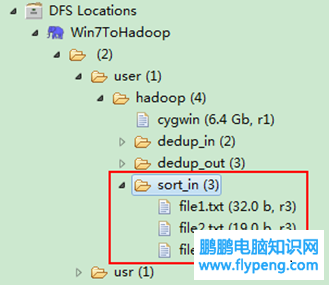 DFS Locations
Win7ToHadoop
(2)
user (1)
hadoop (4)
cygwin (6.4 Gb, r1)
dedup_in (2)
dedup_out (3)
sort_in (3)
file1.txt (32.0 b, r3)
file2.txt (19.0 b, r3)
file
usr (1)
鹏鹏电脑知识网
www.flypeng.com